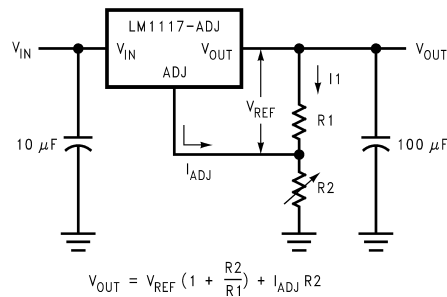 LM1117-ADJ
V_IN
V_IN
V_OUT
V_OUT
ADJ
I1
V_REF
R1
10 µF
100 µF
I_ADJ
R2
V_OUT = V_REF (1 + R2/R1) + I_ADJ R2